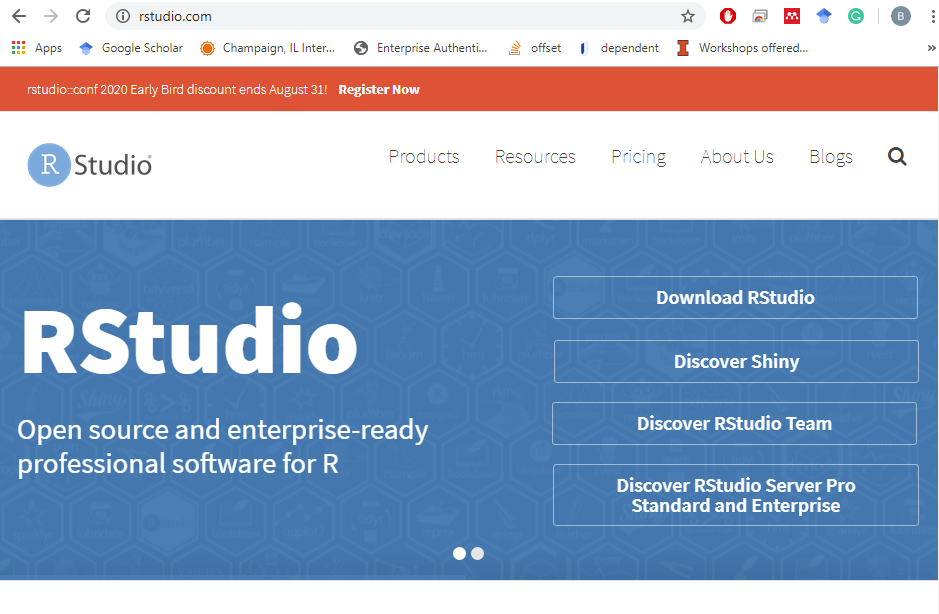 rstudio.com
B
Apps
Google Scholar
Champaign, IL Inter...
Enterprise Authenti...
offset
dependent
Workshops offered...
»
rstudio::conf 2020 Early Bird discount ends August 31! Register Now
R Studio
Products
Resources
Pricing
About Us
Blogs
RStudio
Open source and enterprise-ready
professional software for R
Download RStudio
Discover Shiny
Discover RStudio Team
Discover RStudio Server Pro
Standard and Enterprise